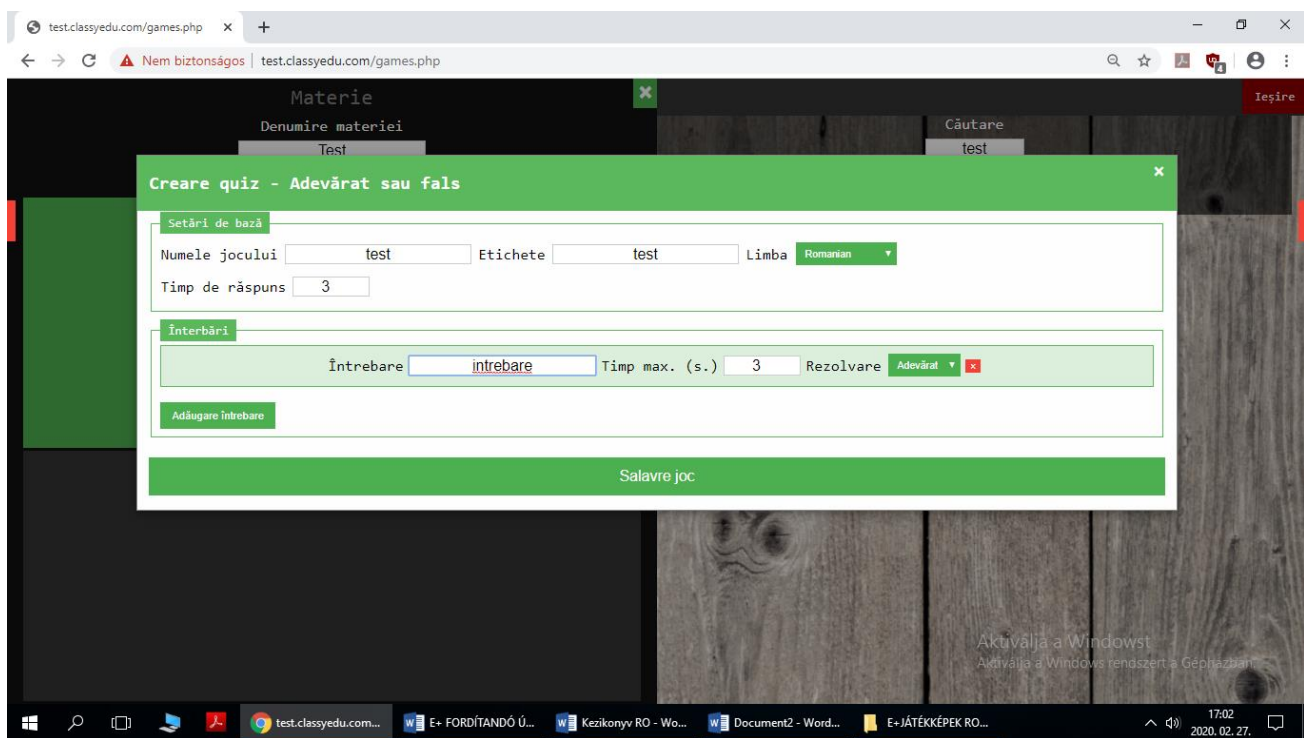 test.classyedu.com/games.php
Nem biztonságos | test.classyedu.com/games.php
4
Materie
Ieșire
Denumire materiei
Căutare
Test
test
Creare quiz - Adevărat sau fals
Setări de bază
Numele jocului test Etichete test Limba Romanian
Timp de răspuns 3
Înterbări
Întrebare intrebare Timp max. (s.) 3 Rezolvare Adevărat x
Adăugare întrebare
Salavre joc
Aktiválja a Windowst
Aktiválja a Windows rendszert a Gépházban.
test.classyedu.com... E+ FORDÍTANDÓ Ú... Kezikonyv RO - Wo... Document2 - Word... E+JÁTÉKKÉPEK RO... 17:02
2020. 02. 27.